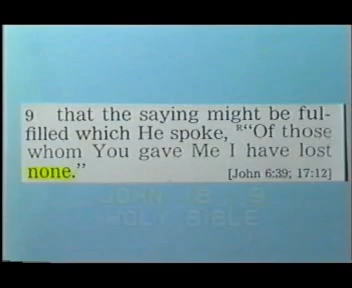 9 that the saying might be ful-
filled which He spoke, ᴿ“Of those
whom You gave Me I have lost
none.”
[John 6:39; 17:12]
JOHN 18 9
HOLY BIBLE